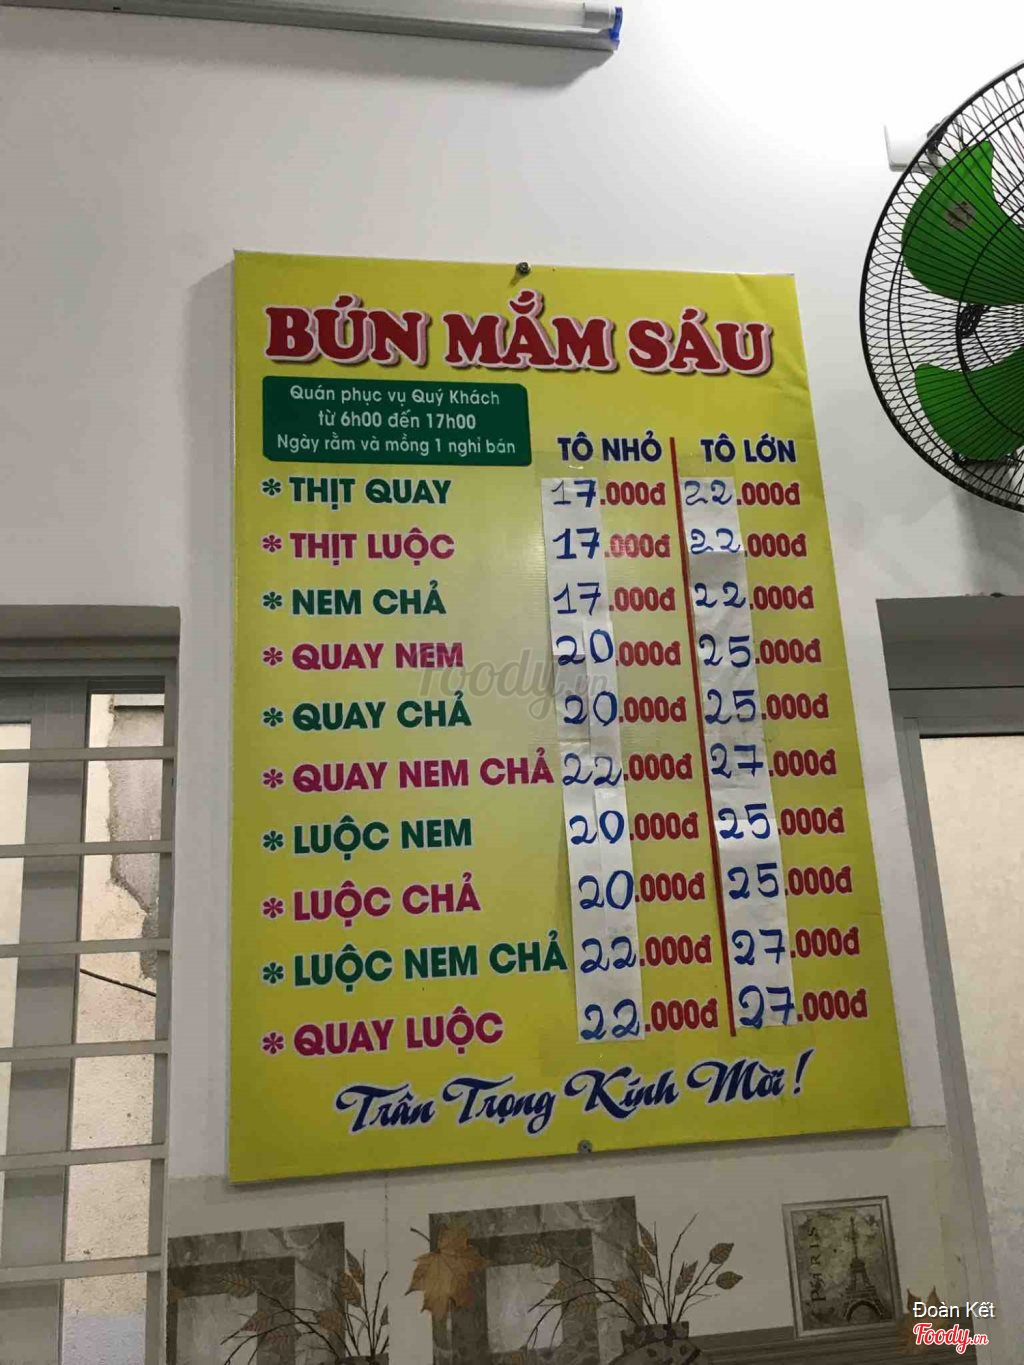 BÚN MẮM SÁU
Quán phục vụ Quý Khách
từ 6h00 đến 17h00
Ngày rằm và mồng 1 nghỉ bán
TÔ NHỎ TÔ LỚN
* THỊT QUAY 17.000đ 22.000đ
* THỊT LUỘC 17.000đ 22.000đ
* NEM CHẢ 17.000đ 22.000đ
* QUAY NEM 20.000đ 25.000đ
* QUAY CHẢ 20.000đ 25.000đ
* QUAY NEM CHẢ 22.000đ 27.000đ
* LUỘC NEM 20.000đ 25.000đ
* LUỘC CHẢ 20.000đ 25.000đ
* LUỘC NEM CHẢ 22.000đ 27.000đ
* QUAY LUỘC 22.000đ 27.000đ
Trân Trọng Kính Mời!
Foody.vn
PARIS
Đoàn Kết
Foody.vn